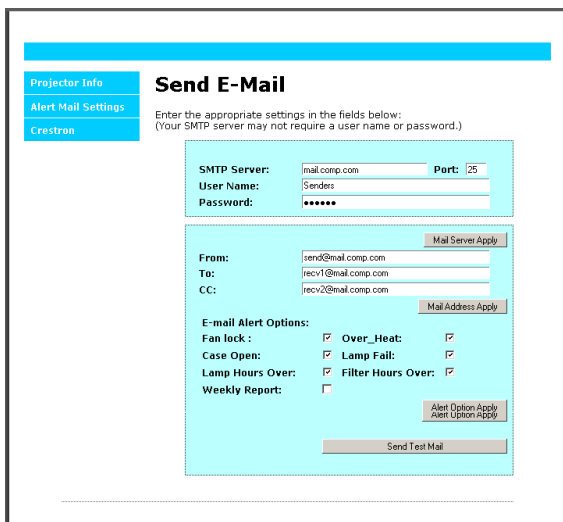 Projector Info
Alert Mail Settings
Crestron
Send E-Mail
Enter the appropriate settings in the fields below:
(Your SMTP server may not require a user name or password.)
SMTP Server: mail.comp.com Port: 25
User Name: Senders
Password: ●●●●●●
Mail Server Apply
From: send@mail.comp.com
To: recv1@mail.comp.com
CC: recv2@mail.comp.com
Mail Address Apply
E-mail Alert Options:
Fan lock : Over_Heat:
Case Open: Lamp Fail:
Lamp Hours Over: Filter Hours Over:
Weekly Report:
Alert Option Apply
Alert Option Apply
Send Test Mail